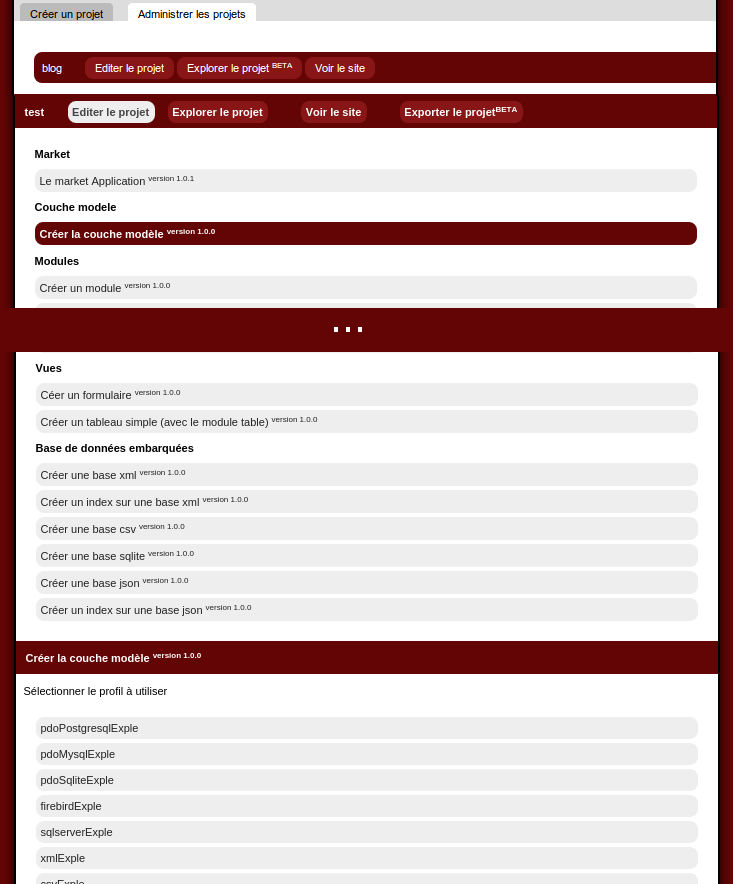 Créer un projet Administrer les projets
blog Editer le projet Explorer le projet BETA Voir le site
test Editer le projet Explorer le projet Voir le site Exporter le projetBETA
Market
Le market Application version 1.0.1
Couche modele
Créer la couche modèle version 1.0.0
Modules
Créer un module version 1.0.0
...
Vues
Céer un formulaire version 1.0.0
Créer un tableau simple (avec le module table) version 1.0.0
Base de données embarquées
Créer une base xml version 1.0.0
Créer un index sur une base xml version 1.0.0
Créer une base csv version 1.0.0
Créer une base sqlite version 1.0.0
Créer une base json version 1.0.0
Créer un index sur une base json version 1.0.0
Créer la couche modèle version 1.0.0
Sélectionner le profil à utiliser
pdoPostgresqlExple
pdoMysqlExple
pdoSqliteExple
firebirdExple
sqlserverExple
xmlExple
csvExple